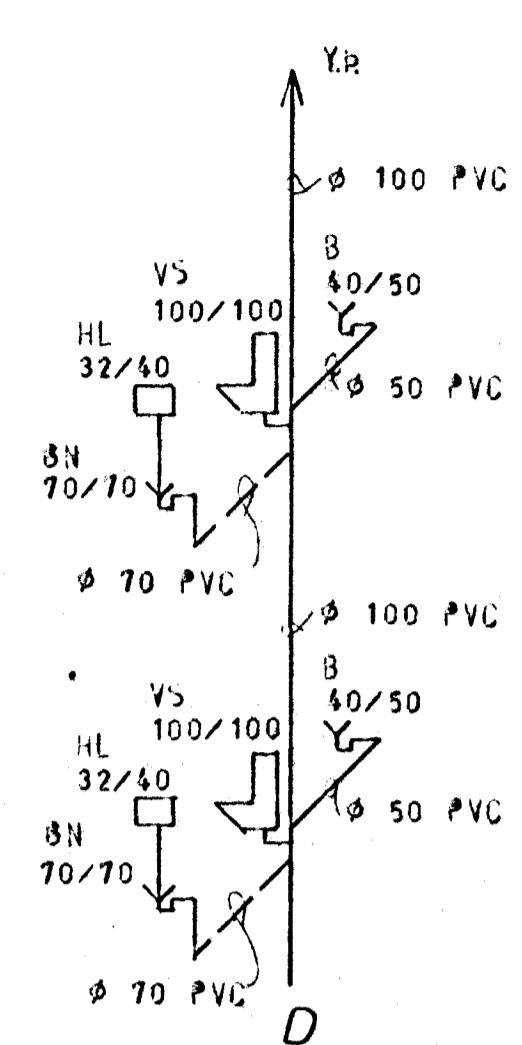 Y.P.
ø 100 PVC
B
40/50
VS
100/100
HL
32/40
ø 50 PVC
BN
70/70
ø 70 PVC
ø 100 PVC
B
40/50
VS
100/100
HL
32/40
ø 50 PVC
BN
70/70
ø 70 PVC
D